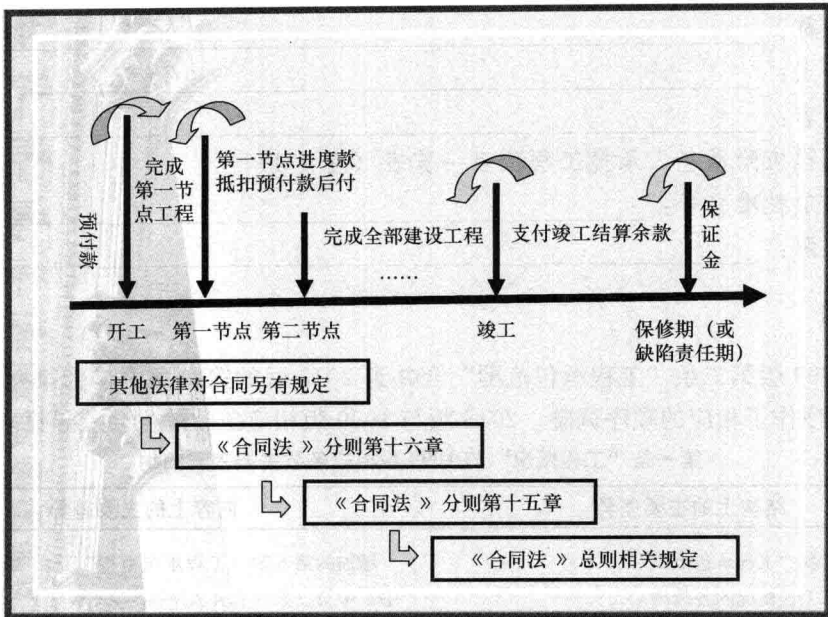 预付款
完成
第一节
点工程
第一节点进度款
抵扣预付款后付
完成全部建设工程
……
支付竣工结算余款
保证金
开工 第一节点 第二节点 竣工 保修期（或
缺陷责任期）
其他法律对合同另有规定
《合同法》分则第十六章
《合同法》分则第十五章
《合同法》总则相关规定